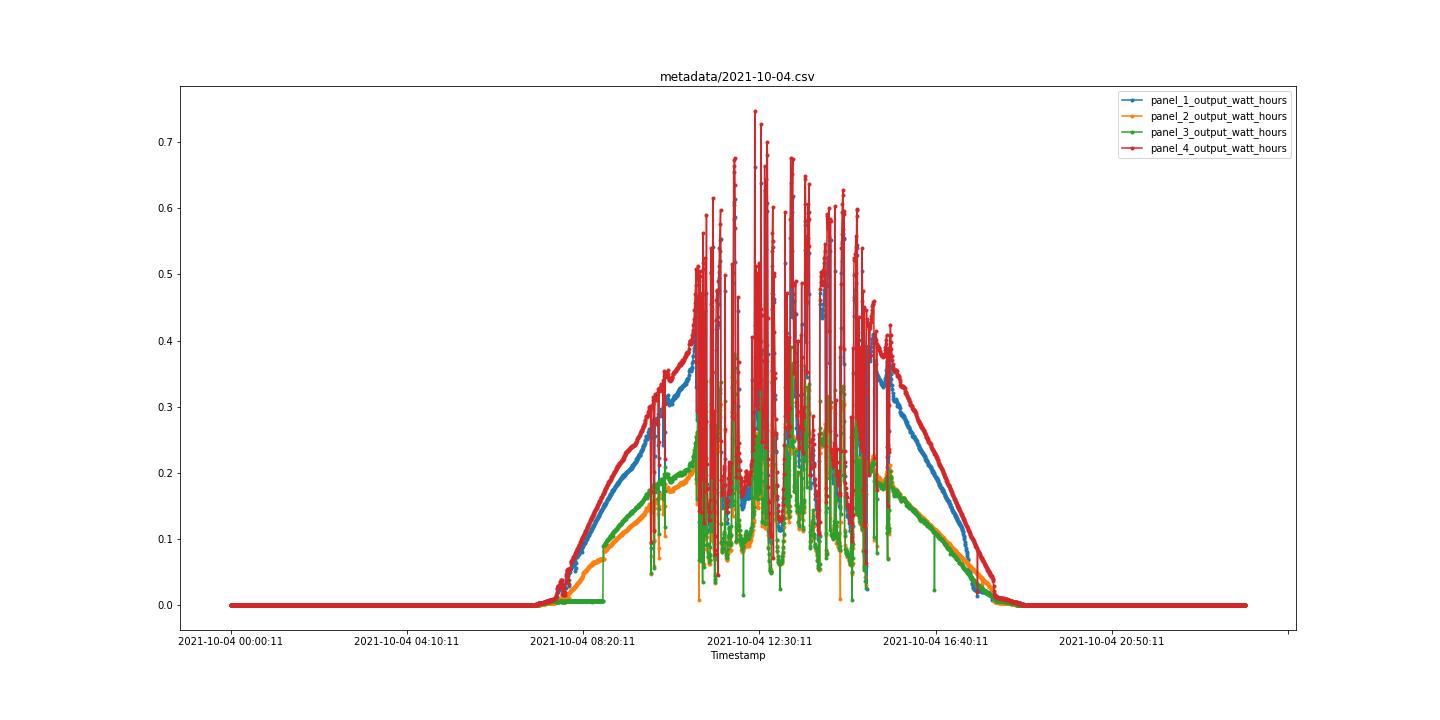 metadata/2021-10-04.csv
panel_1_output_watt_hours
panel_2_output_watt_hours
panel_3_output_watt_hours
panel_4_output_watt_hours
0.7
0.6
0.5
0.4
0.3
0.2
0.1
0.0
2021-10-04 00:00:11 2021-10-04 04:10:11 2021-10-04 08:20:11 2021-10-04 12:30:11 2021-10-04 16:40:11 2021-10-04 20:50:11
Timestamp